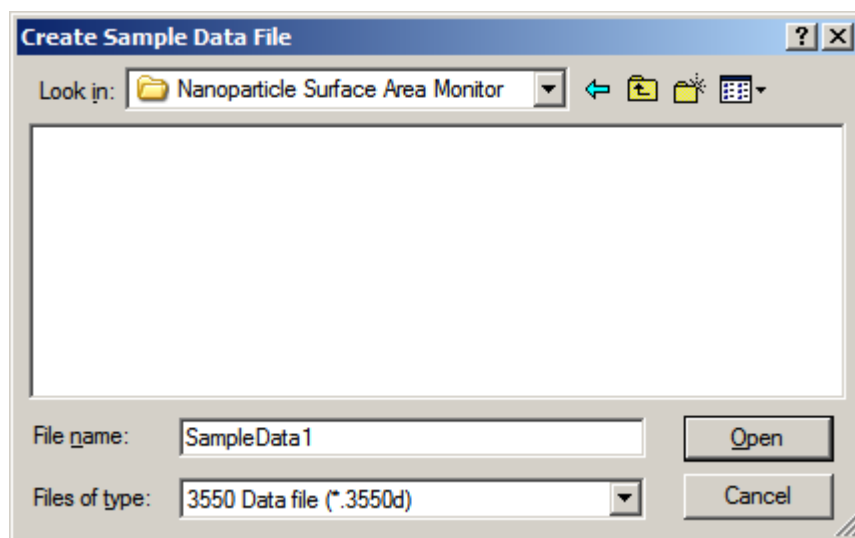 Create Sample Data File
Look in: Nanoparticle Surface Area Monitor
File name: SampleData1 Open
Files of type: 3550 Data file (*.3550d) Cancel